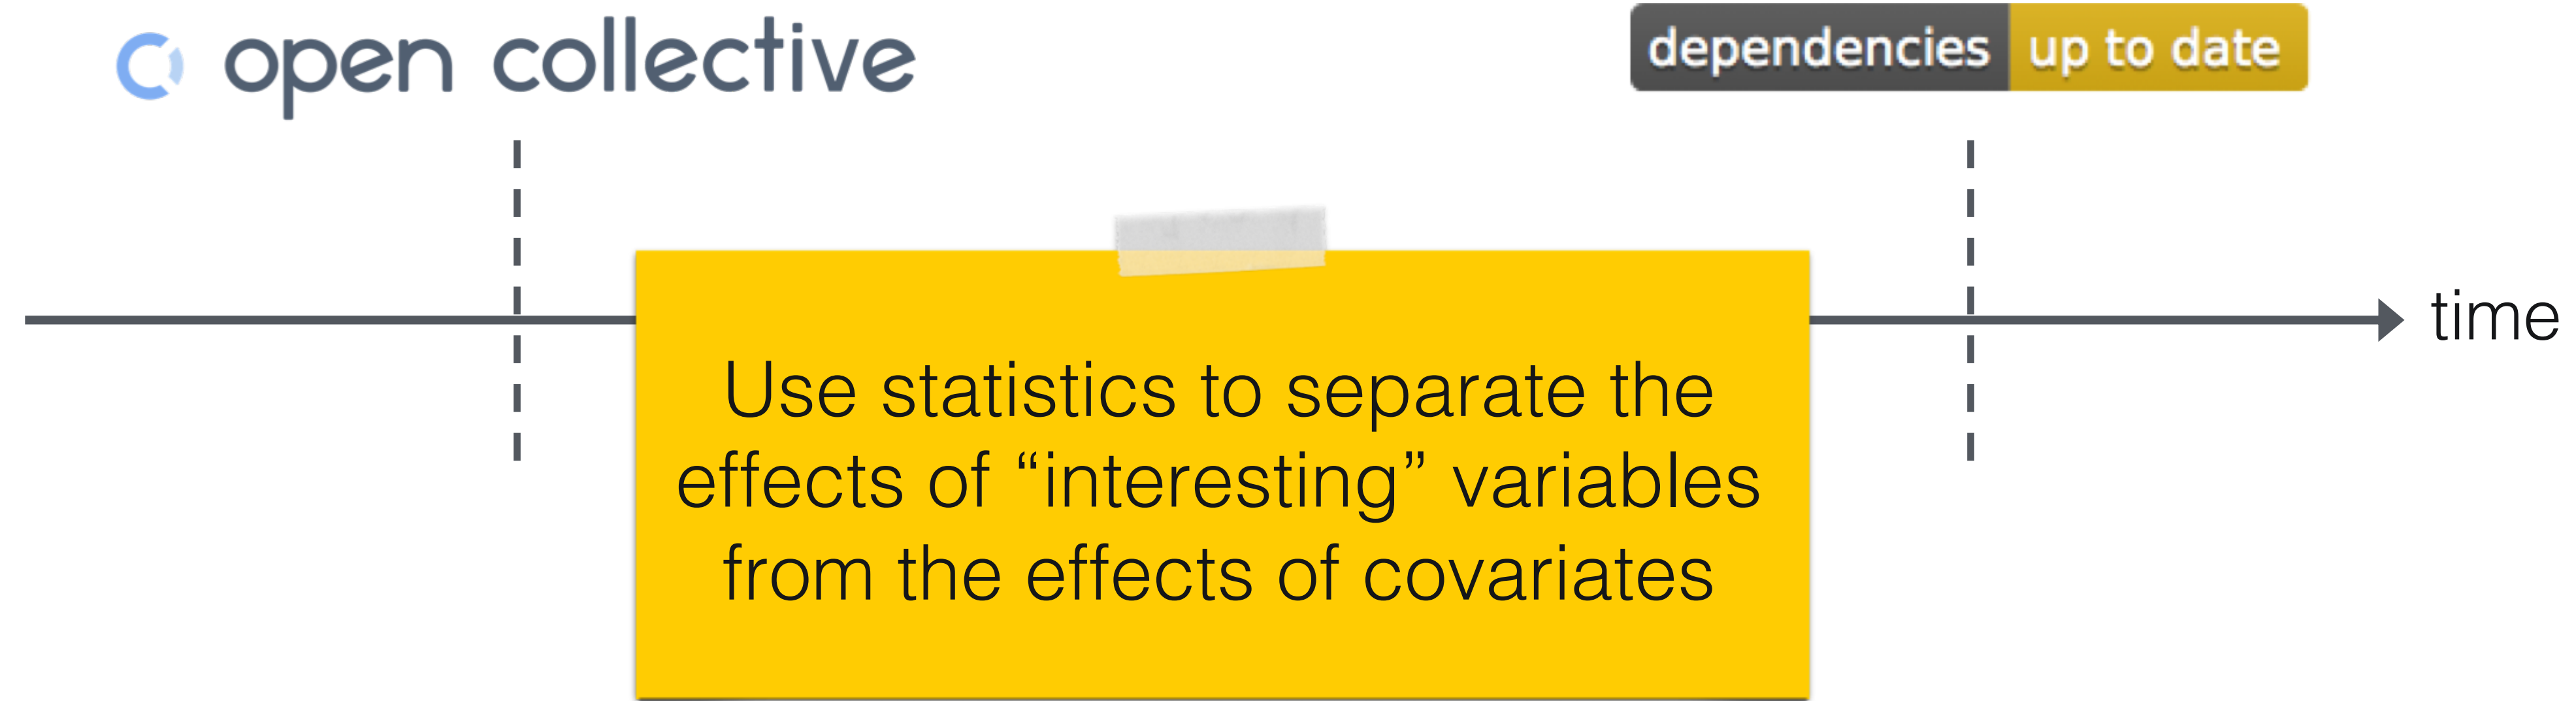 open collective
dependencies up to date
time
Use statistics to separate the
effects of “interesting” variables
from the effects of covariates